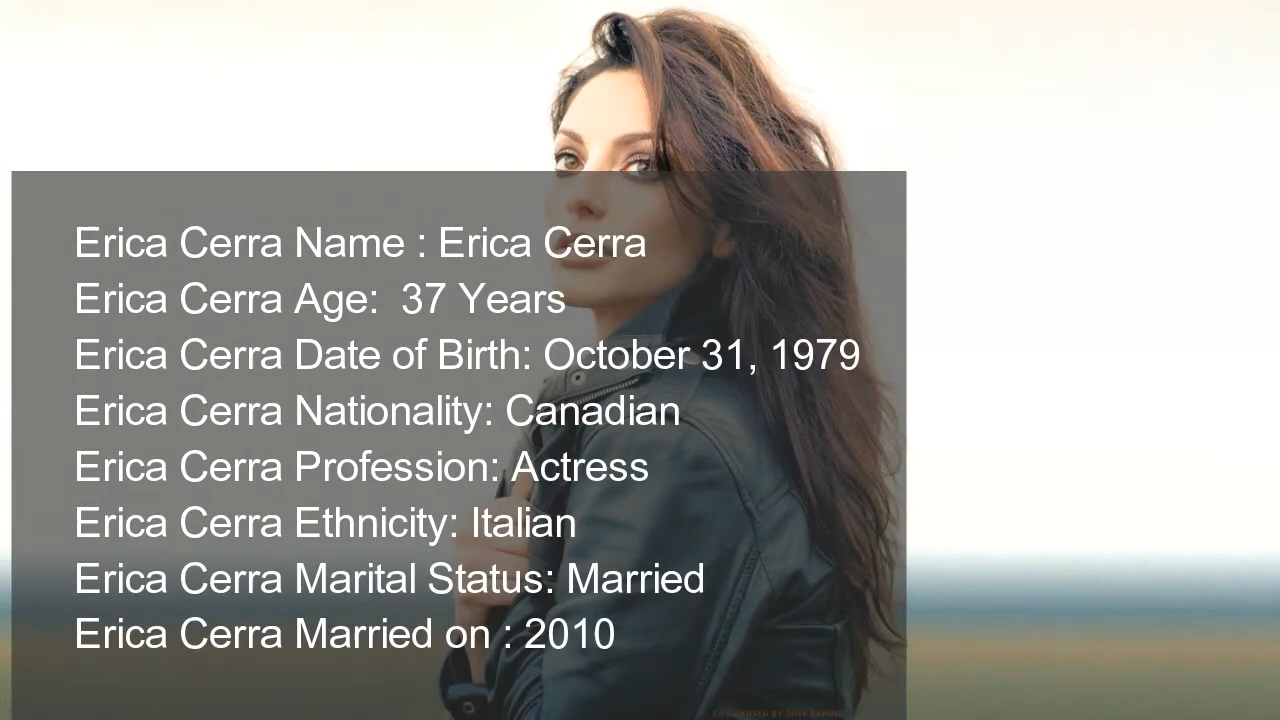 Erica Cerra Name : Erica Cerra
Erica Cerra Age:  37 Years
Erica Cerra Date of Birth: October 31, 1979
Erica Cerra Nationality: Canadian
Erica Cerra Profession: Actress
Erica Cerra Ethnicity: Italian
Erica Cerra Marital Status: Married
Erica Cerra Married on : 2010